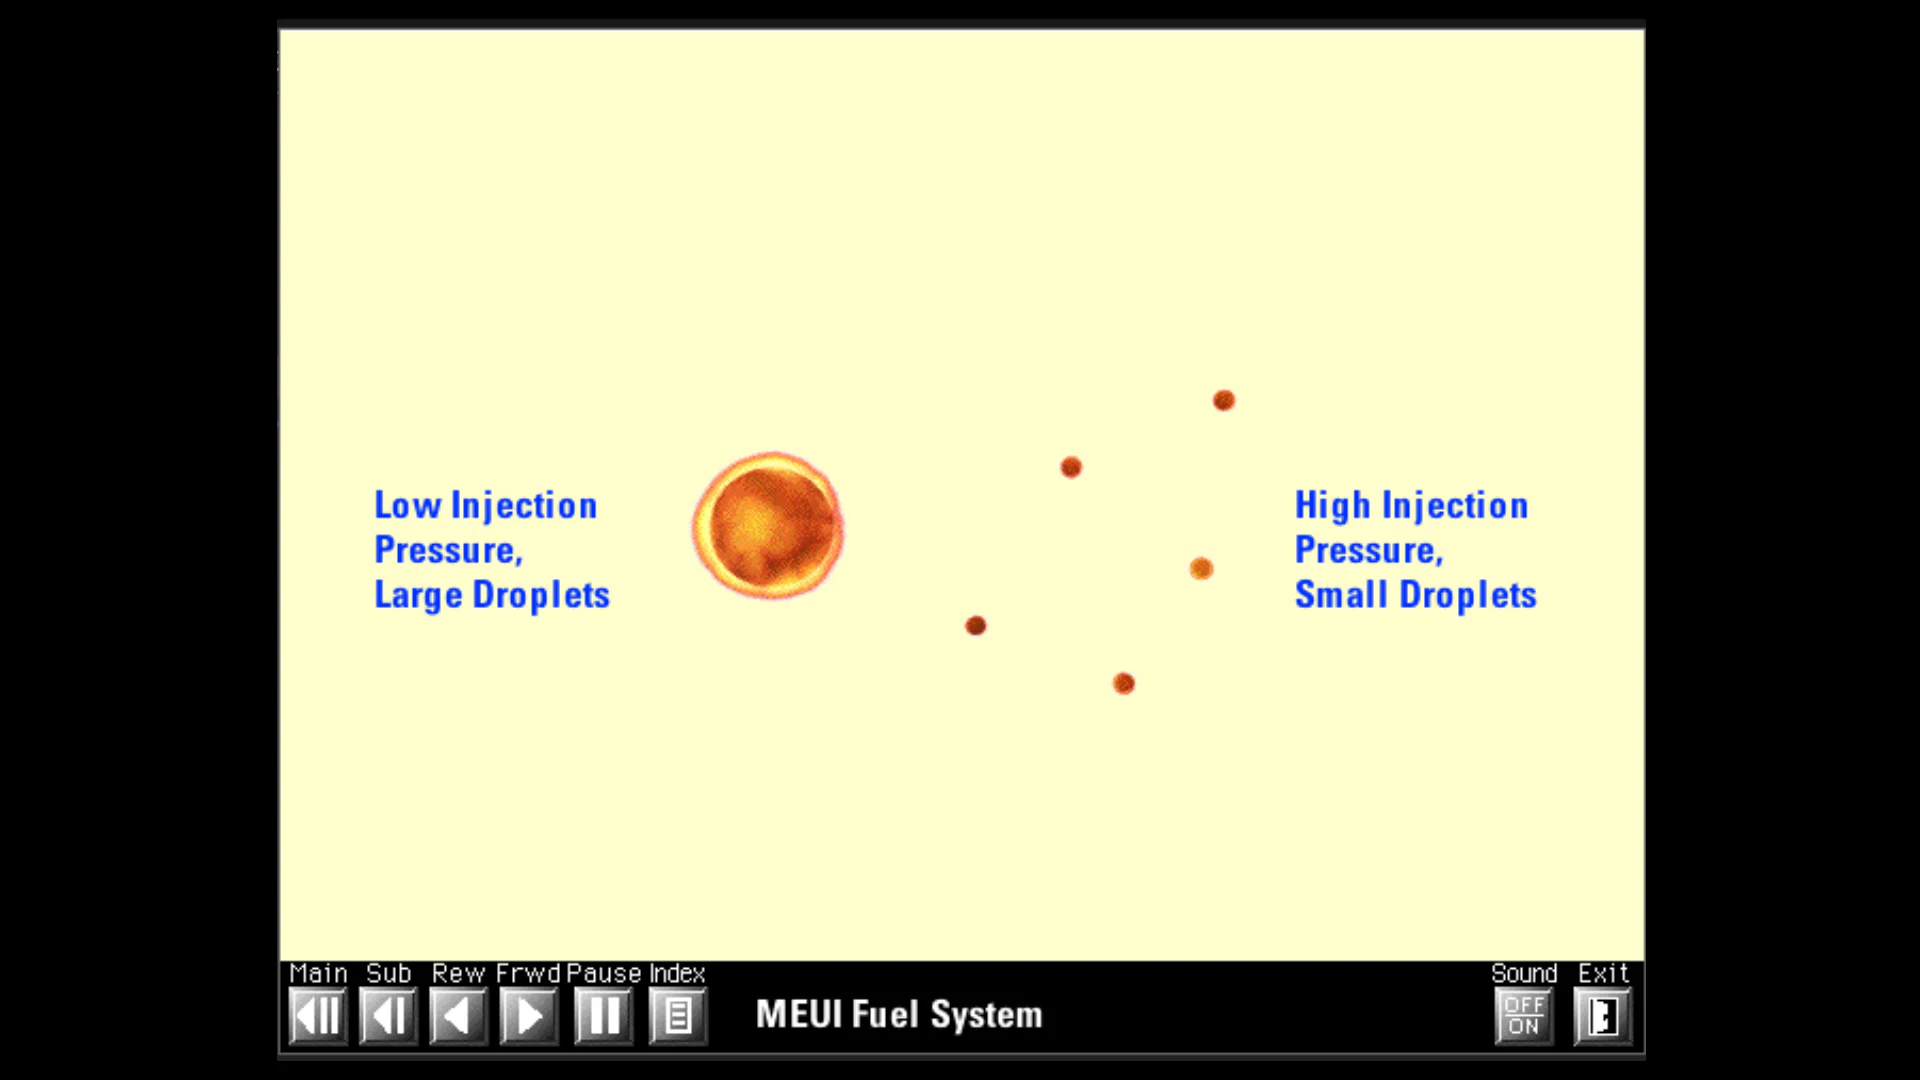 Low Injection
Pressure,
Large Droplets
High Injection
Pressure,
Small Droplets
Main Sub Rew Frwd Pause Index
MEUI Fuel System
Sound Exit
OFF
ON